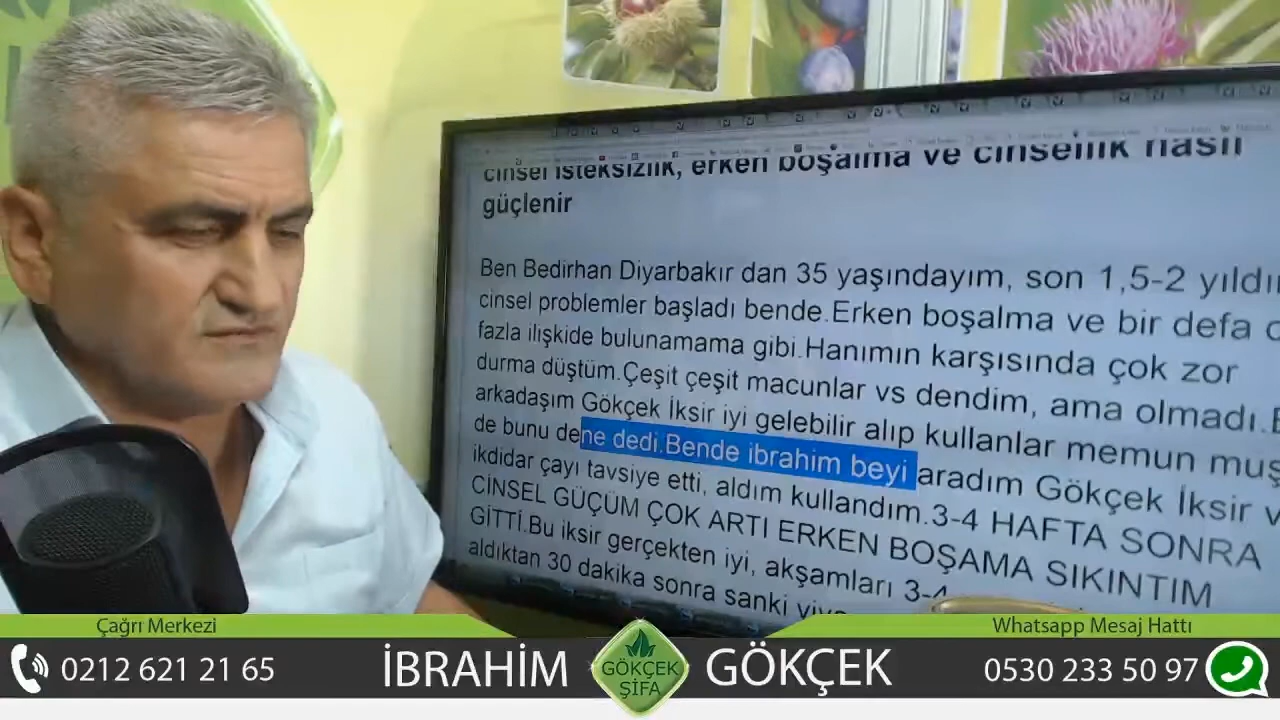 cinsel isteksizlik, erken boşalma ve cinsellik nasıl
güçlenir
Ben Bedirhan Diyarbakır dan 35 yaşındayım, son 1,5-2 yıldır
cinsel problemler başladı bende.Erken boşalma ve bir defa
fazla ilişkide bulunamama gibi.Hanımın karşısında çok zor
durma düştüm.Çeşit çeşit macunlar vs dendim, ama olmadı.
arkadaşım Gökçek İksir iyi gelebilir alıp kullanlar memun
de bunu dene dedi.Bende ibrahim beyi aradım Gökçek İksir
ikdidar çayı tavsiye etti, aldım kullandım.3-4 HAFTA SONRA
CİNSEL GÜÇÜM ÇOK ARTI ERKEN BOŞAMA SIKINTIM
GİTTİ.Bu iksir gerçekten iyi, akşamları 3-4
aldıktan 30 dakika sonra sanki
Çağrı Merkezi
Whatsapp Mesaj Hattı
0212 621 21 65
İBRAHİM
GÖKÇEK
ŞİFA
GÖKÇEK
0530 233 50 97